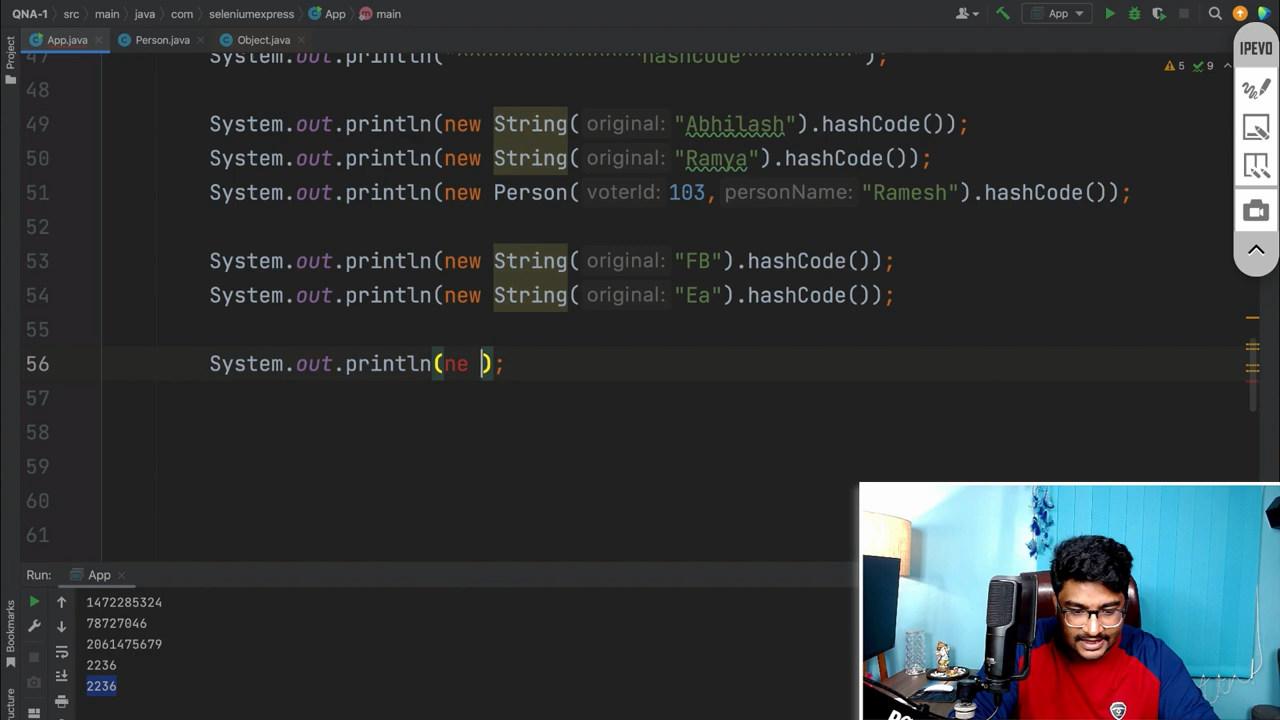 QNA-1 › src › main › java › com › seleniumexpress › App › main
App
App.java × Person.java × Object.java ×
Project
IPEVO
5 9
47 System.out.println(" hashcode ");
48
49 System.out.println(new String( original: "Abhilash").hashCode());
50 System.out.println(new String( original: "Ramya").hashCode());
51 System.out.println(new Person( voterId: 103, personName: "Ramesh").hashCode());
52
53 System.out.println(new String( original: "FB").hashCode());
54 System.out.println(new String( original: "Ea").hashCode());
55
56 System.out.println(ne );
57
58
59
60
61
Run: App ×
1472285324
78727046
2061475679
2236
2236
Bookmarks